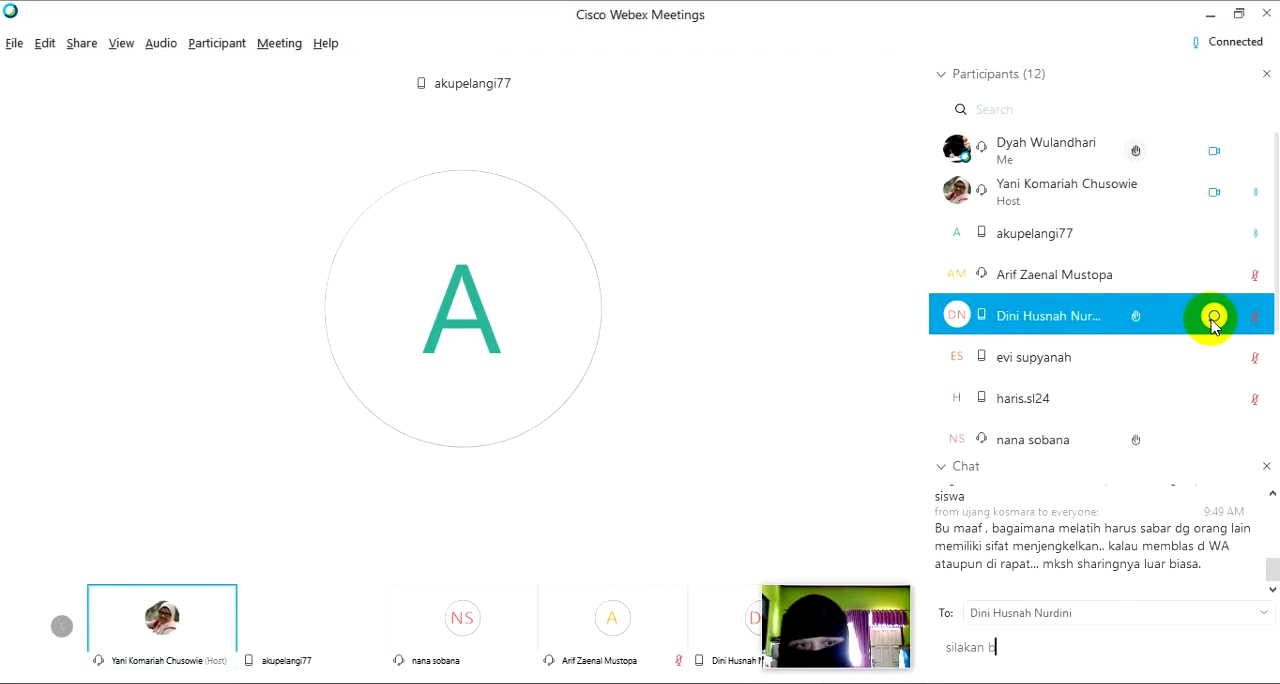 Cisco Webex Meetings
File Edit Share View Audio Participant Meeting Help
Connected
akupelangi77
A
Participants (12)
Search
Dyah Wulandhari
Me
Yani Komariah Chusowie
Host
A akupelangi77
AM Arif Zaenal Mustopa
DN Dini Husnah Nur...
ES evi supyanah
H haris.sl24
NS nana sobana
Chat
siswa
from ujang kosmara to everyone: 9:49 AM
Bu maaf , bagaimana melatih harus sabar dg orang lain
memiliki sifat menjengkelkan.. kalau memblas d WA
ataupun di rapat... mksh sharingnya luar biasa.
To: Dini Husnah Nurdini
silakan b
NS A D
Yani Komariah Chusowie (Host) akupelangi77 nana sobana Arif Zaenal Mustopa Dini Husnah